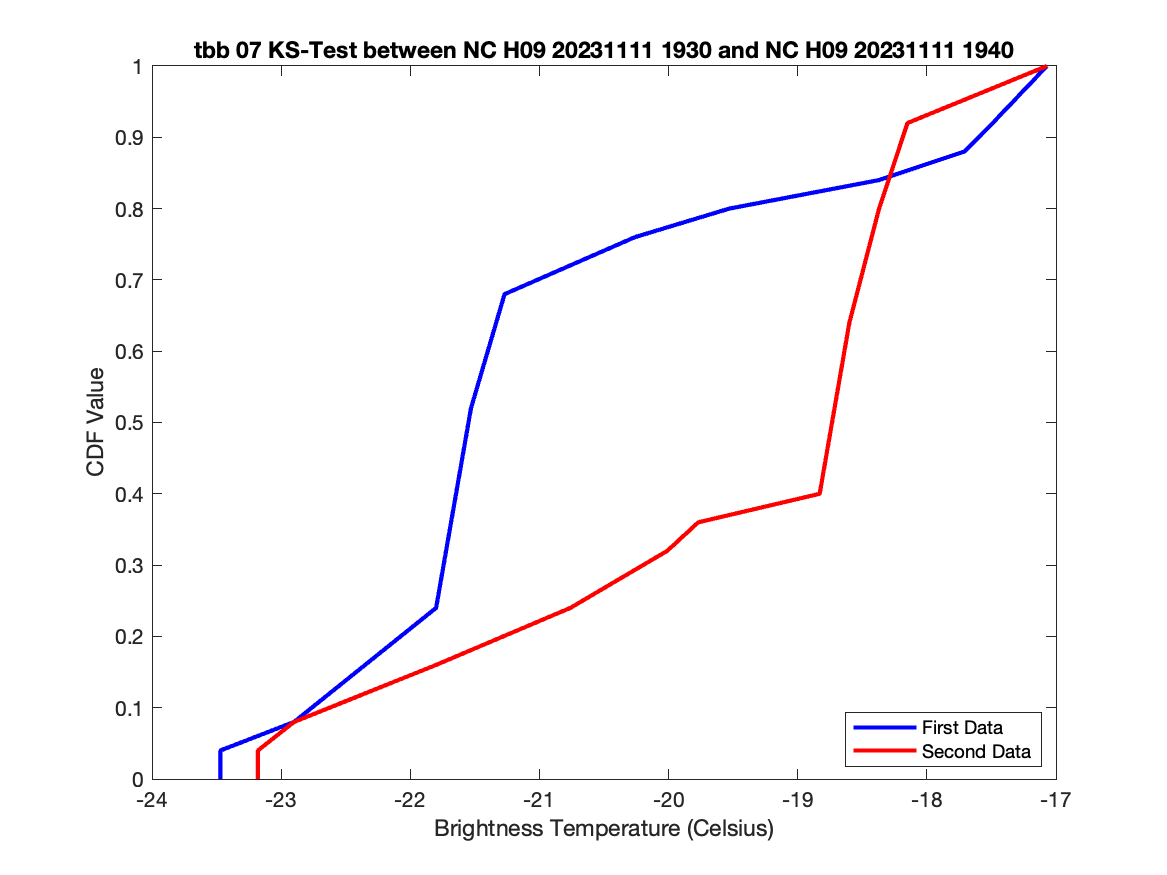 tbb 07 KS-Test between NC H09 20231111 1930 and NC H09 20231111 1940
1
0.9
0.8
0.7
0.6
0.5
0.4
0.3
0.2
0.1
0
CDF Value
-24 -23 -22 -21 -20 -19 -18 -17
Brightness Temperature (Celsius)
First Data
Second Data